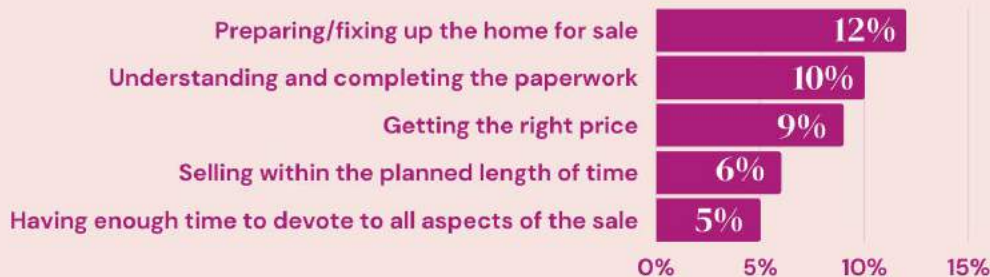 Preparing/fixing up the home for sale 12%
Understanding and completing the paperwork 10%
Getting the right price 9%
Selling within the planned length of time 6%
Having enough time to devote to all aspects of the sale 5%
0% 5% 10% 15%